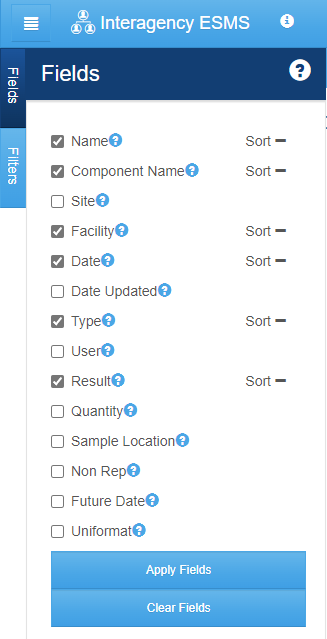 Interagency ESMS
Fields
Fields
Filters
Name
Sort
Component Name
Sort
Site
Facility
Sort
Date
Sort
Date Updated
Type
Sort
User
Result
Sort
Quantity
Sample Location
Non Rep
Future Date
Uniformat
Apply Fields
Clear Fields